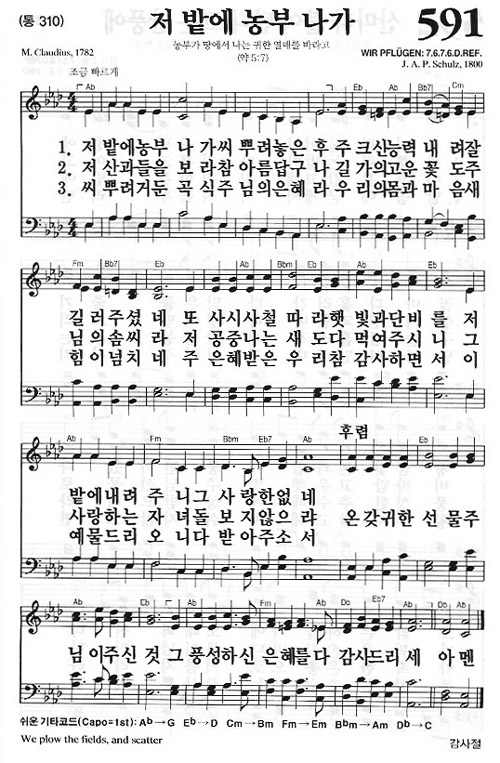 (통 310)
저 밭에 농부 나가
591
농부가 땅에서 나는 귀한 열매를 바라고
(약 5:7)
M. Claudius, 1782
WIR PFLÜGEN: 7.6.7.6.D.REF.
J. A. P. Schulz, 1800
조금 빠르게
Ab Eb Ab Eb Ab Bb7 Cm
1. 저 밭에농부 나 가씨 뿌려놓은 후 주 크신능력 내 려잘
2. 저 산과들을 보 라참 아름답구 나 길 가의고운 꽃 도주
3. 씨 뿌려거둔 곡 식주 님의은혜 라 우 리의몸과 마 음새
Fm Bb7 Eb Ab Bbm Eb Ab Eb
길 러주셨 네 또 사시사철 따 라햇 빛과단비 를 저
님 의솜씨 라 저 공중나는 새 도다 먹여주시 니 그
힘 이넘치 네 주 은혜받은 우 리참 감사하면 서 이
Ab Fm Bbm Eb7 Ab 후렴 Eb
밭에내려 주 니그 사 랑한없 네
사랑하는 자 녀돌 보 지않으 랴 온 갖귀한 선 물주
예물드리 오 니다 받 아주소 서
Ab Eb Ab Fm Ab Db Eb7 Ab Db Ab
님 이주신 것 그 풍성하신 은혜를다 감사드리 세 아멘
쉬운 기타코드(Capo=1st): Ab→G Eb→D Cm→Bm Fm→Em Bbm→Am Db→C
We plow the fields, and scatter
감사절